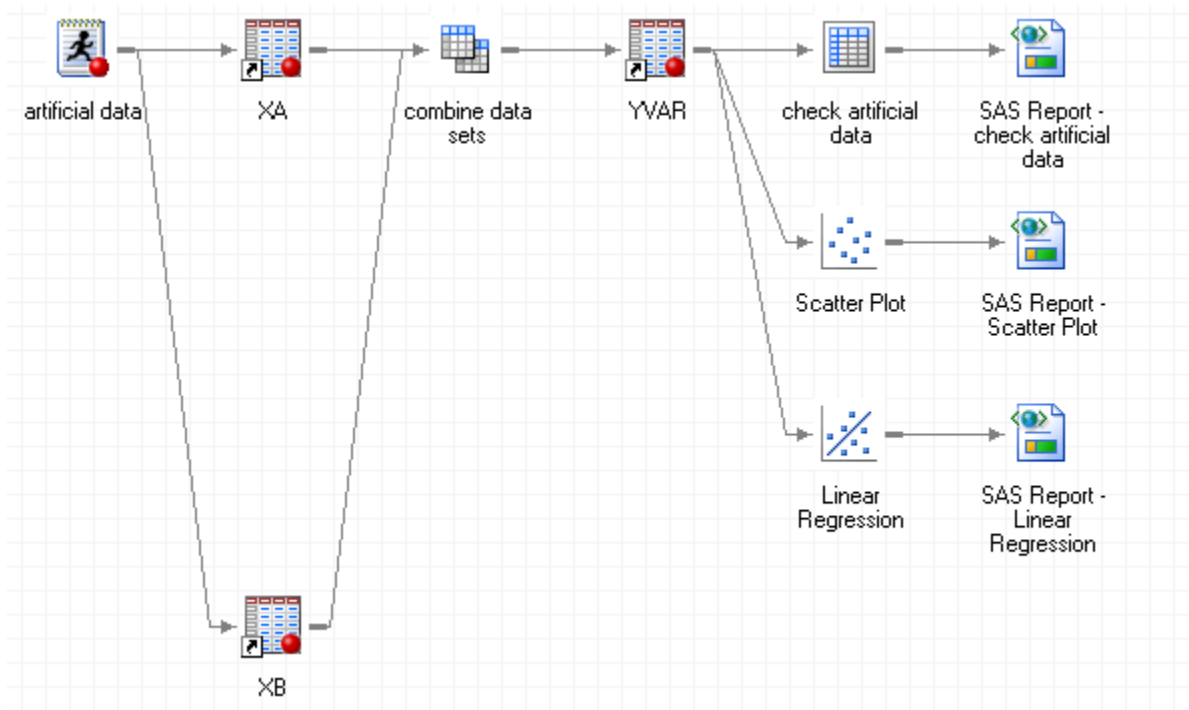 artificial data
XA
combine data
sets
YVAR
check artificial
data
SAS Report -
check artificial
data
Scatter Plot
SAS Report -
Scatter Plot
Linear
Regression
SAS Report -
Linear
Regression
XB